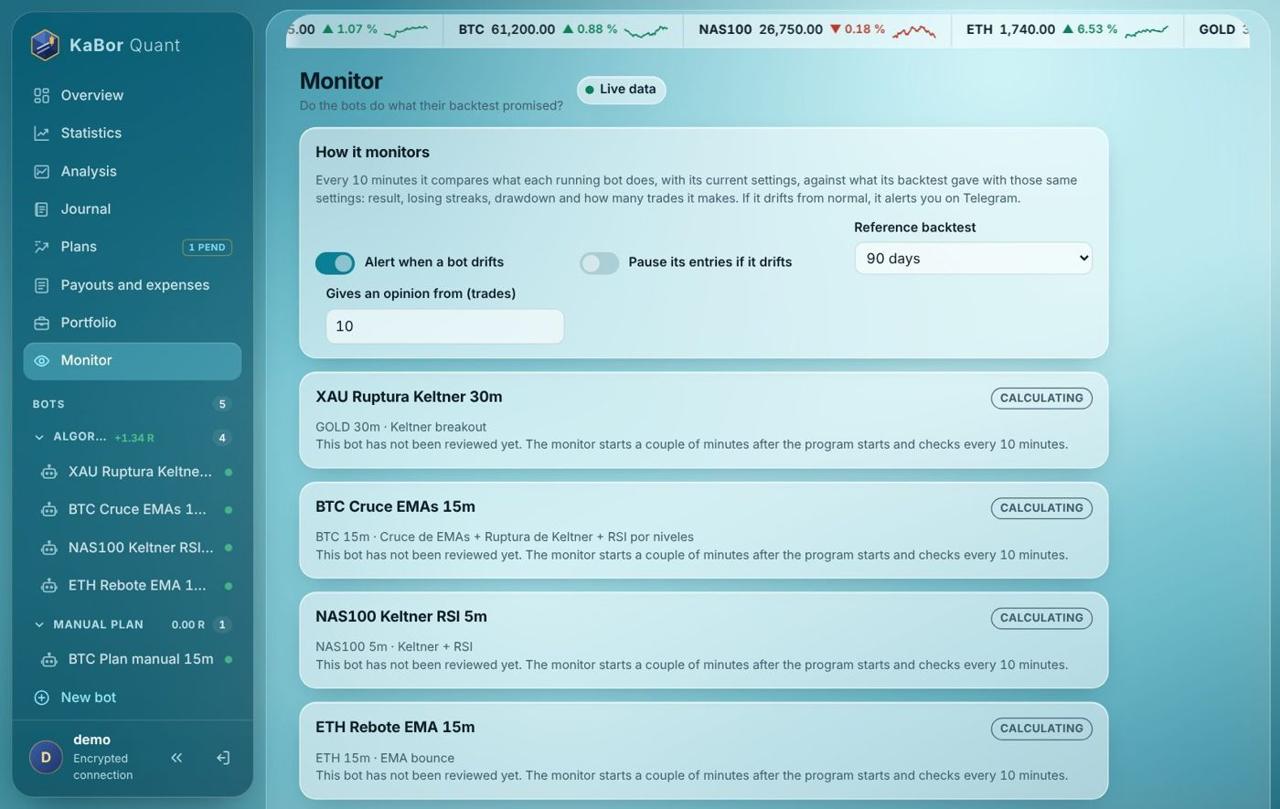 KaBor Quant
Overview
Statistics
Analysis
Journal
Plans 1 PEND
Payouts and expenses
Portfolio
Monitor
BOTS 5
ALGOR... +1.34 R 4
XAU Ruptura Keltne...
BTC Cruce EMAs 1...
NAS100 Keltner RSI...
ETH Rebote EMA 1...
MANUAL PLAN 0.00 R 1
BTC Plan manual 15m
New bot
D
demo
Encrypted
connection
5.00 ▲ 1.07 % BTC 61,200.00 ▲ 0.88 % NAS100 26,750.00 ▼ 0.18 % ETH 1,740.00 ▲ 6.53 % GOLD
Monitor
Do the bots do what their backtest promised?
Live data
How it monitors
Every 10 minutes it compares what each running bot does, with its current settings, against what its backtest gave with those same
settings: result, losing streaks, drawdown and how many trades it makes. If it drifts from normal, it alerts you on Telegram.
Reference backtest
Alert when a bot drifts Pause its entries if it drifts 90 days
Gives an opinion from (trades)
10
XAU Ruptura Keltner 30m CALCULATING
GOLD 30m · Keltner breakout
This bot has not been reviewed yet. The monitor starts a couple of minutes after the program starts and checks every 10 minutes.
BTC Cruce EMAs 15m CALCULATING
BTC 15m · Cruce de EMAs + Ruptura de Keltner + RSI por niveles
This bot has not been reviewed yet. The monitor starts a couple of minutes after the program starts and checks every 10 minutes.
NAS100 Keltner RSI 5m CALCULATING
NAS100 5m · Keltner + RSI
This bot has not been reviewed yet. The monitor starts a couple of minutes after the program starts and checks every 10 minutes.
ETH Rebote EMA 15m CALCULATING
ETH 15m · EMA bounce
This bot has not been reviewed yet. The monitor starts a couple of minutes after the program starts and checks every 10 minutes.